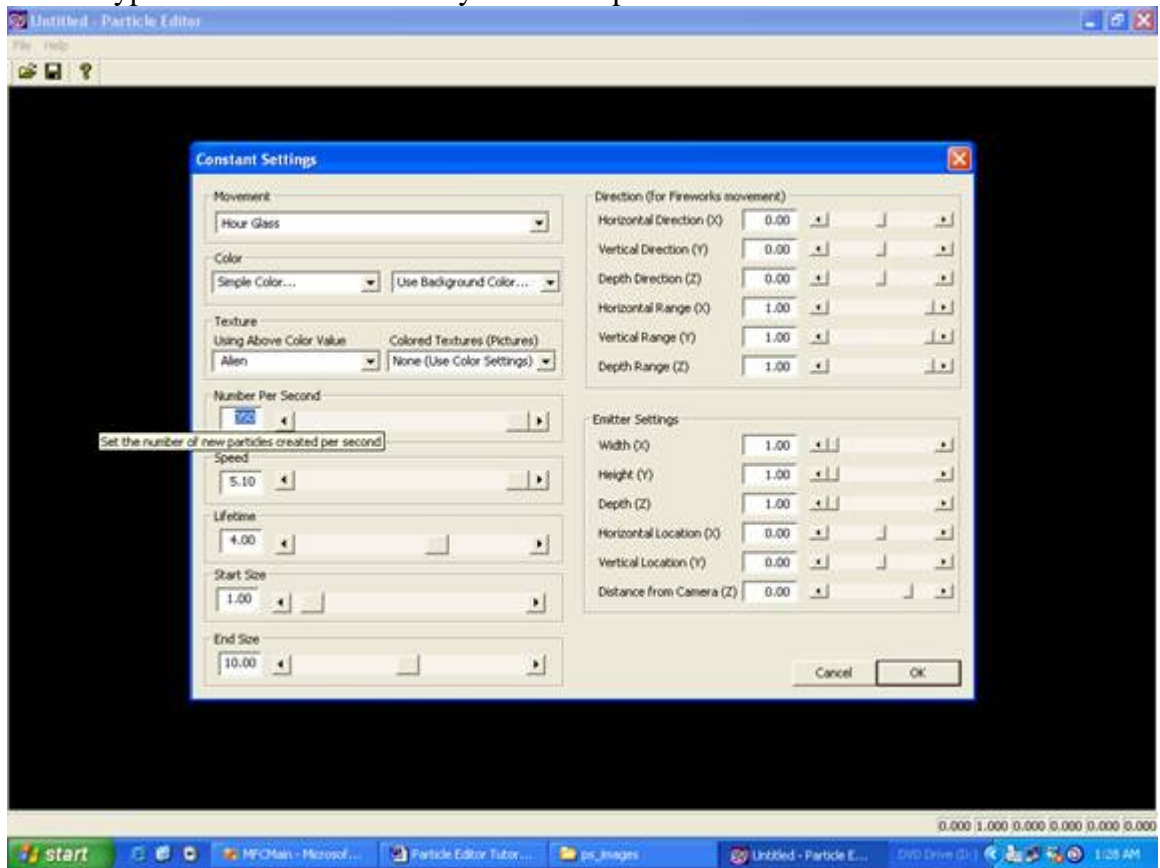 Untitled - Particle Editor
File Help
Constant Settings
Movement
Hour Glass
Color
Simple Color...
Use Background Color...
Texture
Using Above Color Value
Colored Textures (Pictures)
Alien
None (Use Color Settings)
Number Per Second
Set the number of new particles created per second
Speed
5.10
Lifetime
4.00
Start Size
1.00
End Size
10.00
Direction (for Fireworks movement)
Horizontal Direction (X) 0.00
Vertical Direction (Y) 0.00
Depth Direction (Z) 0.00
Horizontal Range (X) 1.00
Vertical Range (Y) 1.00
Depth Range (Z) 1.00
Emitter Settings
Width (X) 1.00
Height (Y) 1.00
Depth (Z) 1.00
Horizontal Location (X) 0.00
Vertical Location (Y) 0.00
Distance from Camera (Z) 0.00
Cancel OK
0.000 1.000 0.000 0.000 0.000 0.000
start MFCMain - Microsof... Particle Editor Tutor... ps_images Untitled - Particle E... DVD Drive (D:) 1:28 AM